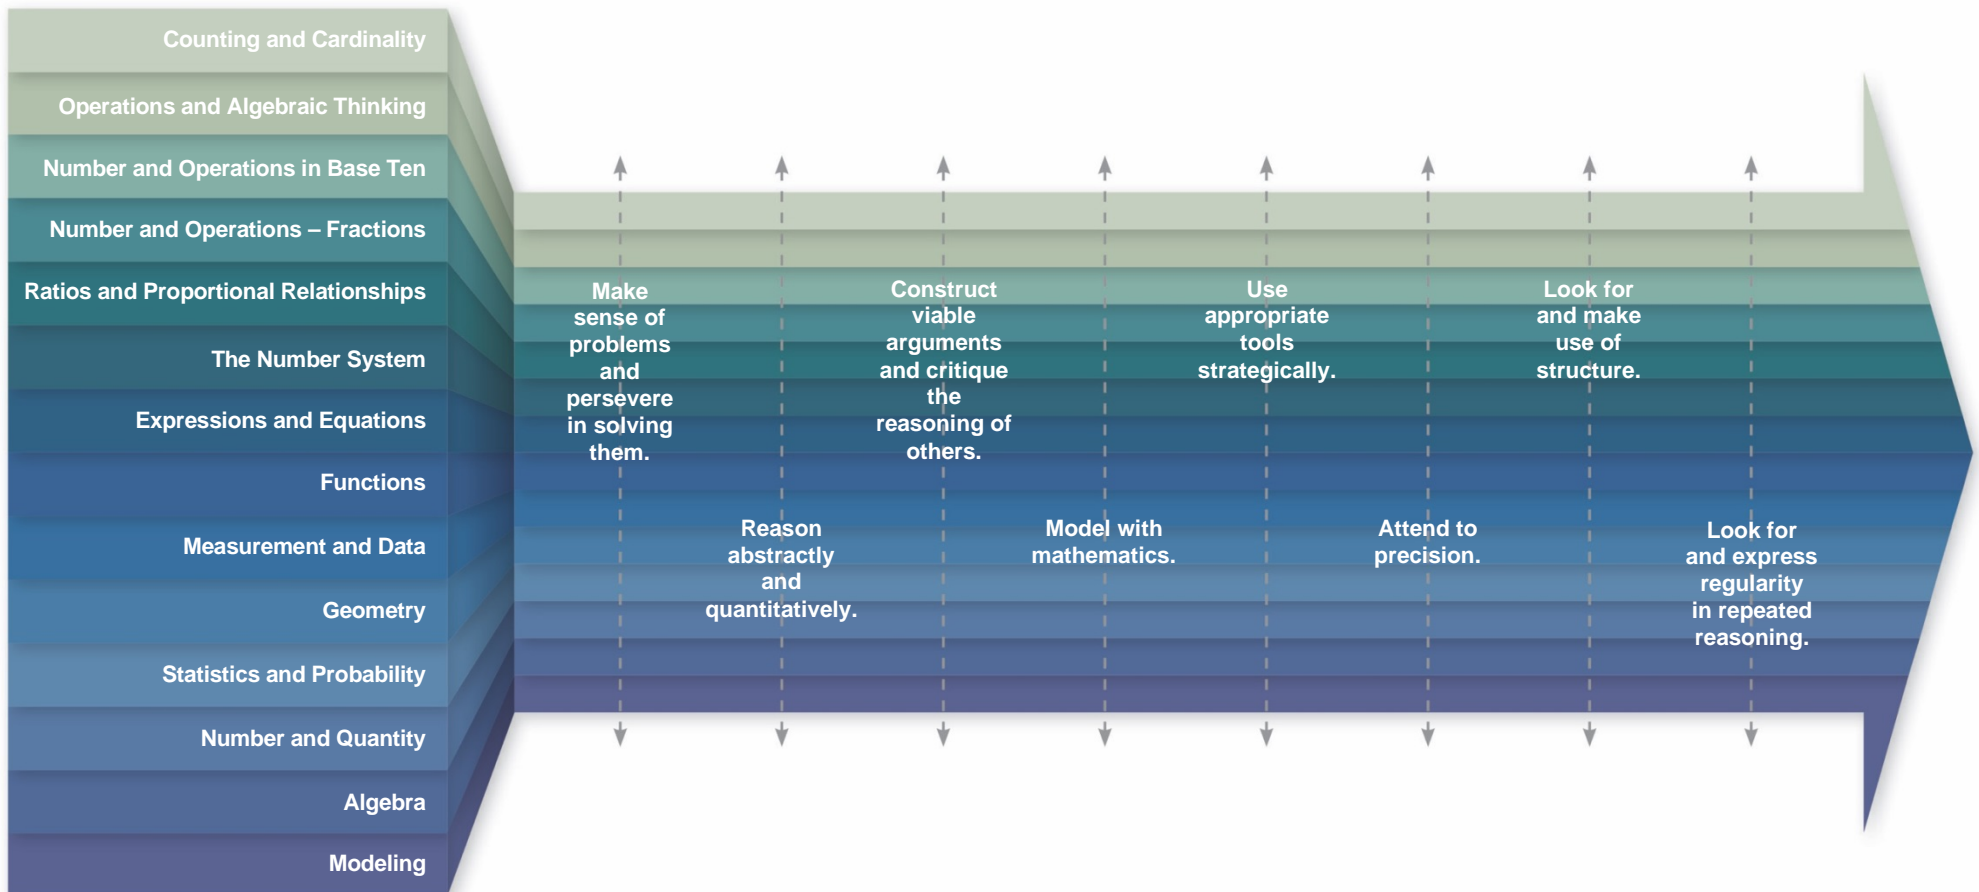 Counting and Cardinality
Operations and Algebraic Thinking
Number and Operations in Base Ten
Number and Operations – Fractions
Ratios and Proportional Relationships
The Number System
Expressions and Equations
Functions
Measurement and Data
Geometry
Statistics and Probability
Number and Quantity
Algebra
Modeling
Make
sense of
problems
and
persevere
in solving
them.
Reason
abstractly
and
quantitatively.
Construct
viable
arguments
and critique
the
reasoning of
others.
Model with
mathematics.
Use
appropriate
tools
strategically.
Attend to
precision.
Look for
and make
use of
structure.
Look for
and express
regularity
in repeated
reasoning.